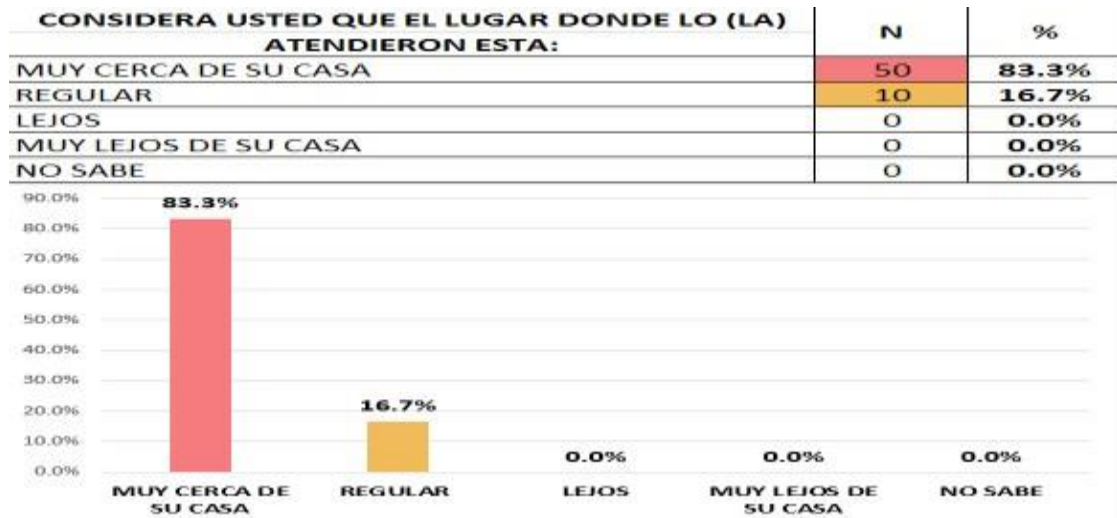 CONSIDERA USTED QUE EL LUGAR DONDE LO (LA)
ATENDIERON ESTA:
N
%
MUY CERCA DE SU CASA 50 83.3%
REGULAR 10 16.7%
LEJOS 0 0.0%
MUY LEJOS DE SU CASA 0 0.0%
NO SABE 0 0.0%
90.0%
80.0%
70.0%
60.0%
50.0%
40.0%
30.0%
20.0%
10.0%
0.0%
83.3%
16.7%
0.0%
0.0%
0.0%
MUY CERCA DE
SU CASA
REGULAR
LEJOS
MUY LEJOS DE
SU CASA
NO SABE